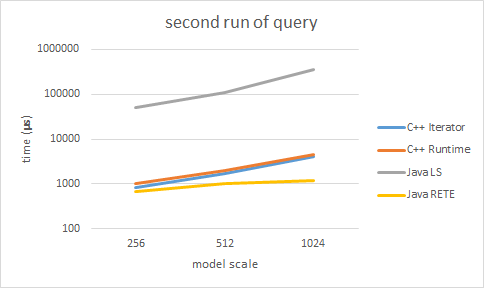 second run of query
1000000
100000
10000
1000
100
time (µs)
256 512 1024
model scale
C++ Iterator
C++ Runtime
Java LS
Java RETE